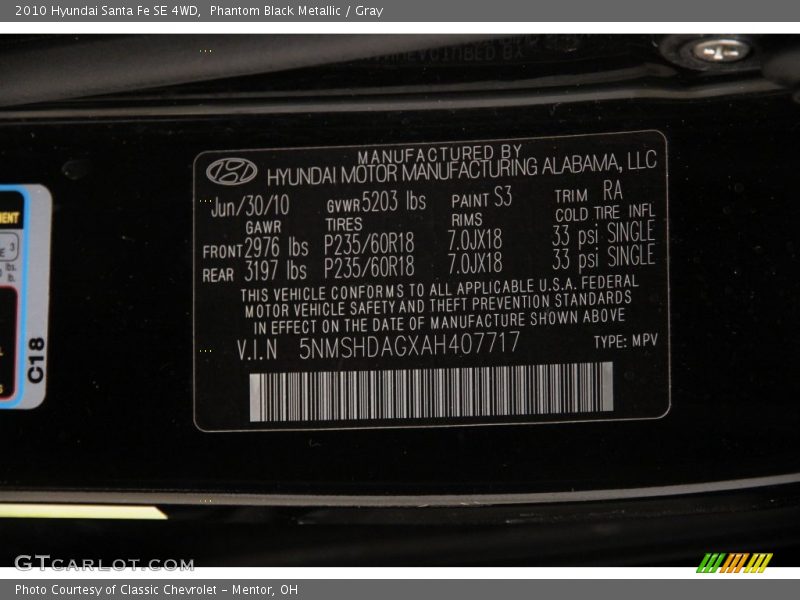 2010 Hyundai Santa Fe SE 4WD, Phantom Black Metallic / Gray
MANUFACTURED BY
HYUNDAI MOTOR MANUFACTURING ALABAMA, LLC
Jun/30/10 GVWR 5203 lbs PAINT S3 TRIM RA
GAWR TIRES RIMS COLD TIRE INFL
FRONT 2976 lbs P235/60R18 7.0JX18 33 psi SINGLE
REAR 3197 lbs P235/60R18 7.0JX18 33 psi SINGLE
THIS VEHICLE CONFORMS TO ALL APPLICABLE U.S.A. FEDERAL
MOTOR VEHICLE SAFETY AND THEFT PREVENTION STANDARDS
IN EFFECT ON THE DATE OF MANUFACTURE SHOWN ABOVE
V.I.N 5NMSHDAGXAH407717 TYPE: MPV
C18
GTCARLOT.COM
Photo Courtesy of Classic Chevrolet - Mentor, OH